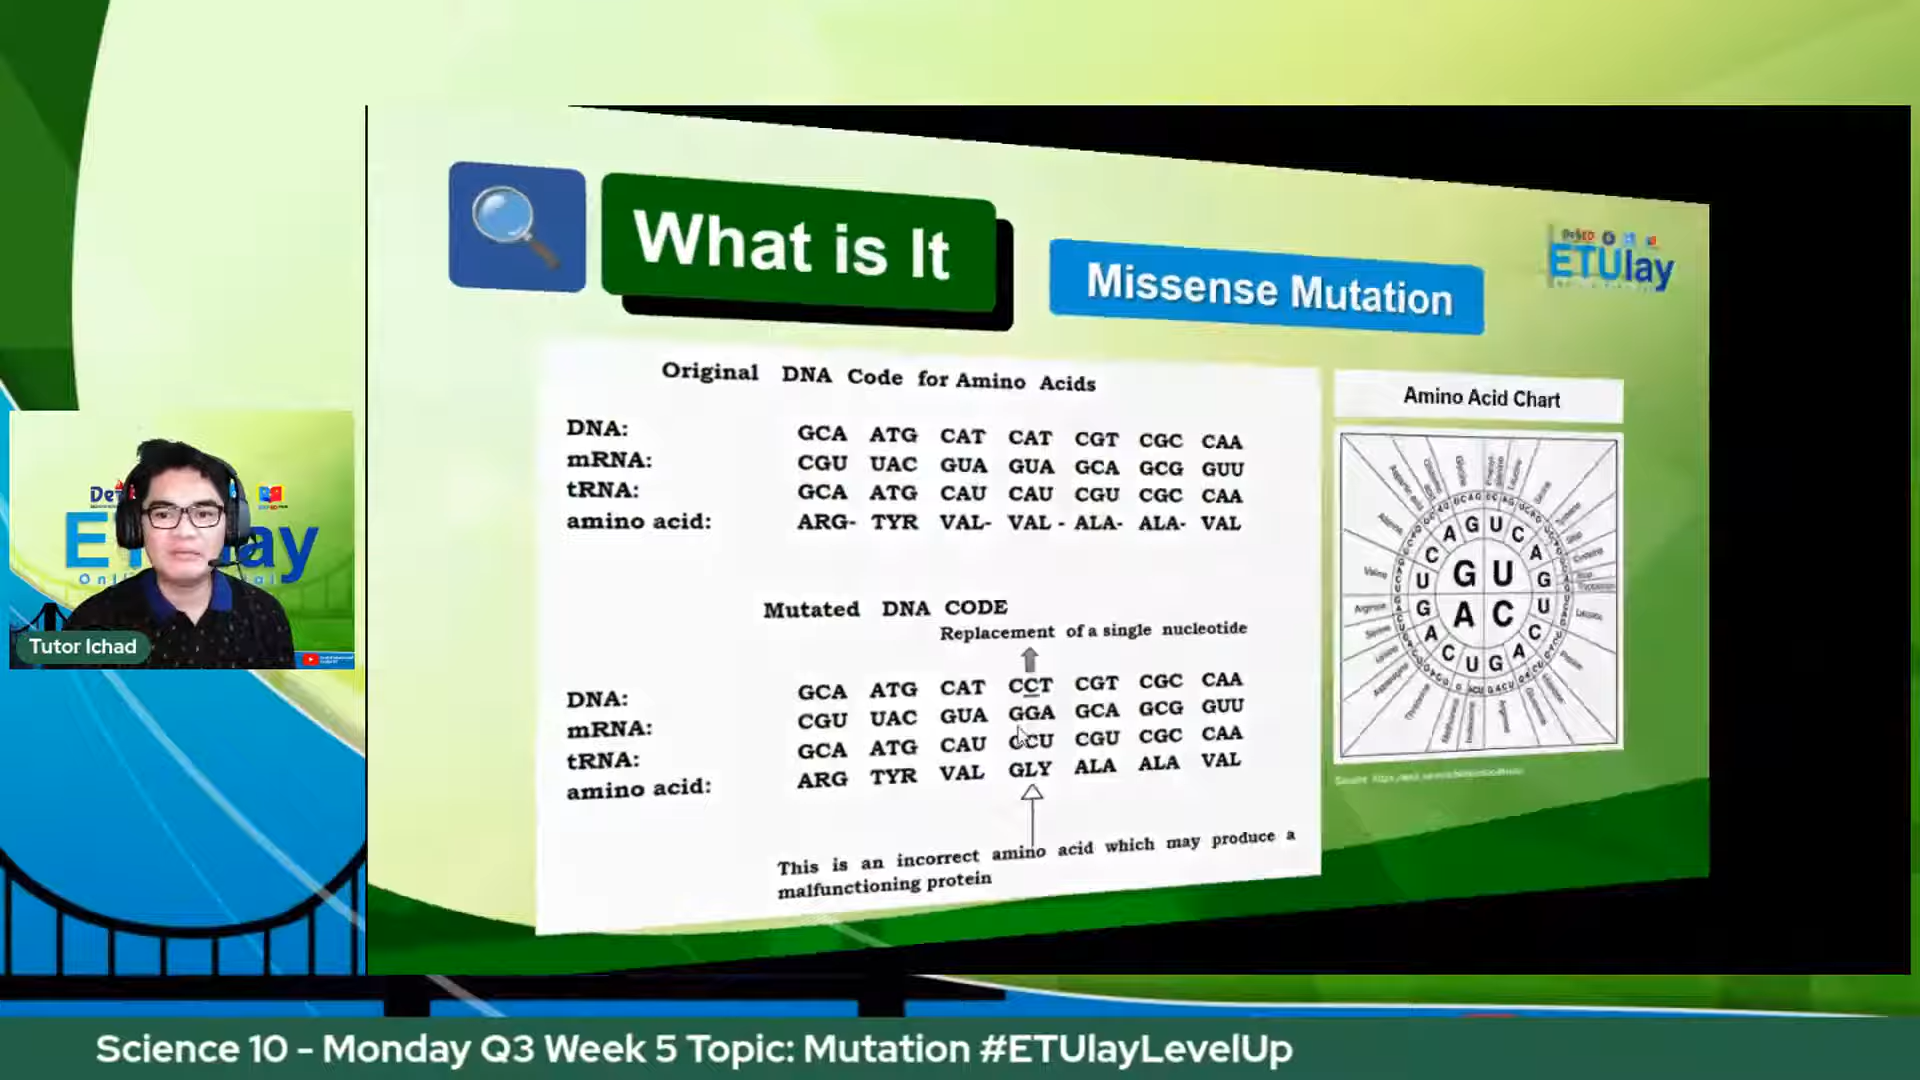 What is It
Missense Mutation
DepED
ETUlay
Original DNA Code for Amino Acids
DNA: GCA ATG CAT CAT CGT CGC CAA
mRNA: CGU UAC GUA GUA GCA GCG GUU
tRNA: GCA ATG CAU CAU CGU CGC CAA
amino acid: ARG- TYR VAL- VAL - ALA- ALA- VAL
Mutated DNA CODE
Replacement of a single nucleotide
DNA: GCA ATG CAT CCT CGT CGC CAA
mRNA: CGU UAC GUA GGA GCA GCG GUU
tRNA: GCA ATG CAU CCU CGU CGC CAA
amino acid: ARG TYR VAL GLY ALA ALA VAL
This is an incorrect amino acid which may produce a
malfunctioning protein
Amino Acid Chart
G U
A C
Valine
Arginine
Alanine
Tutor Ichad
Science 10 - Monday Q3 Week 5 Topic: Mutation #ETUlayLevelUp